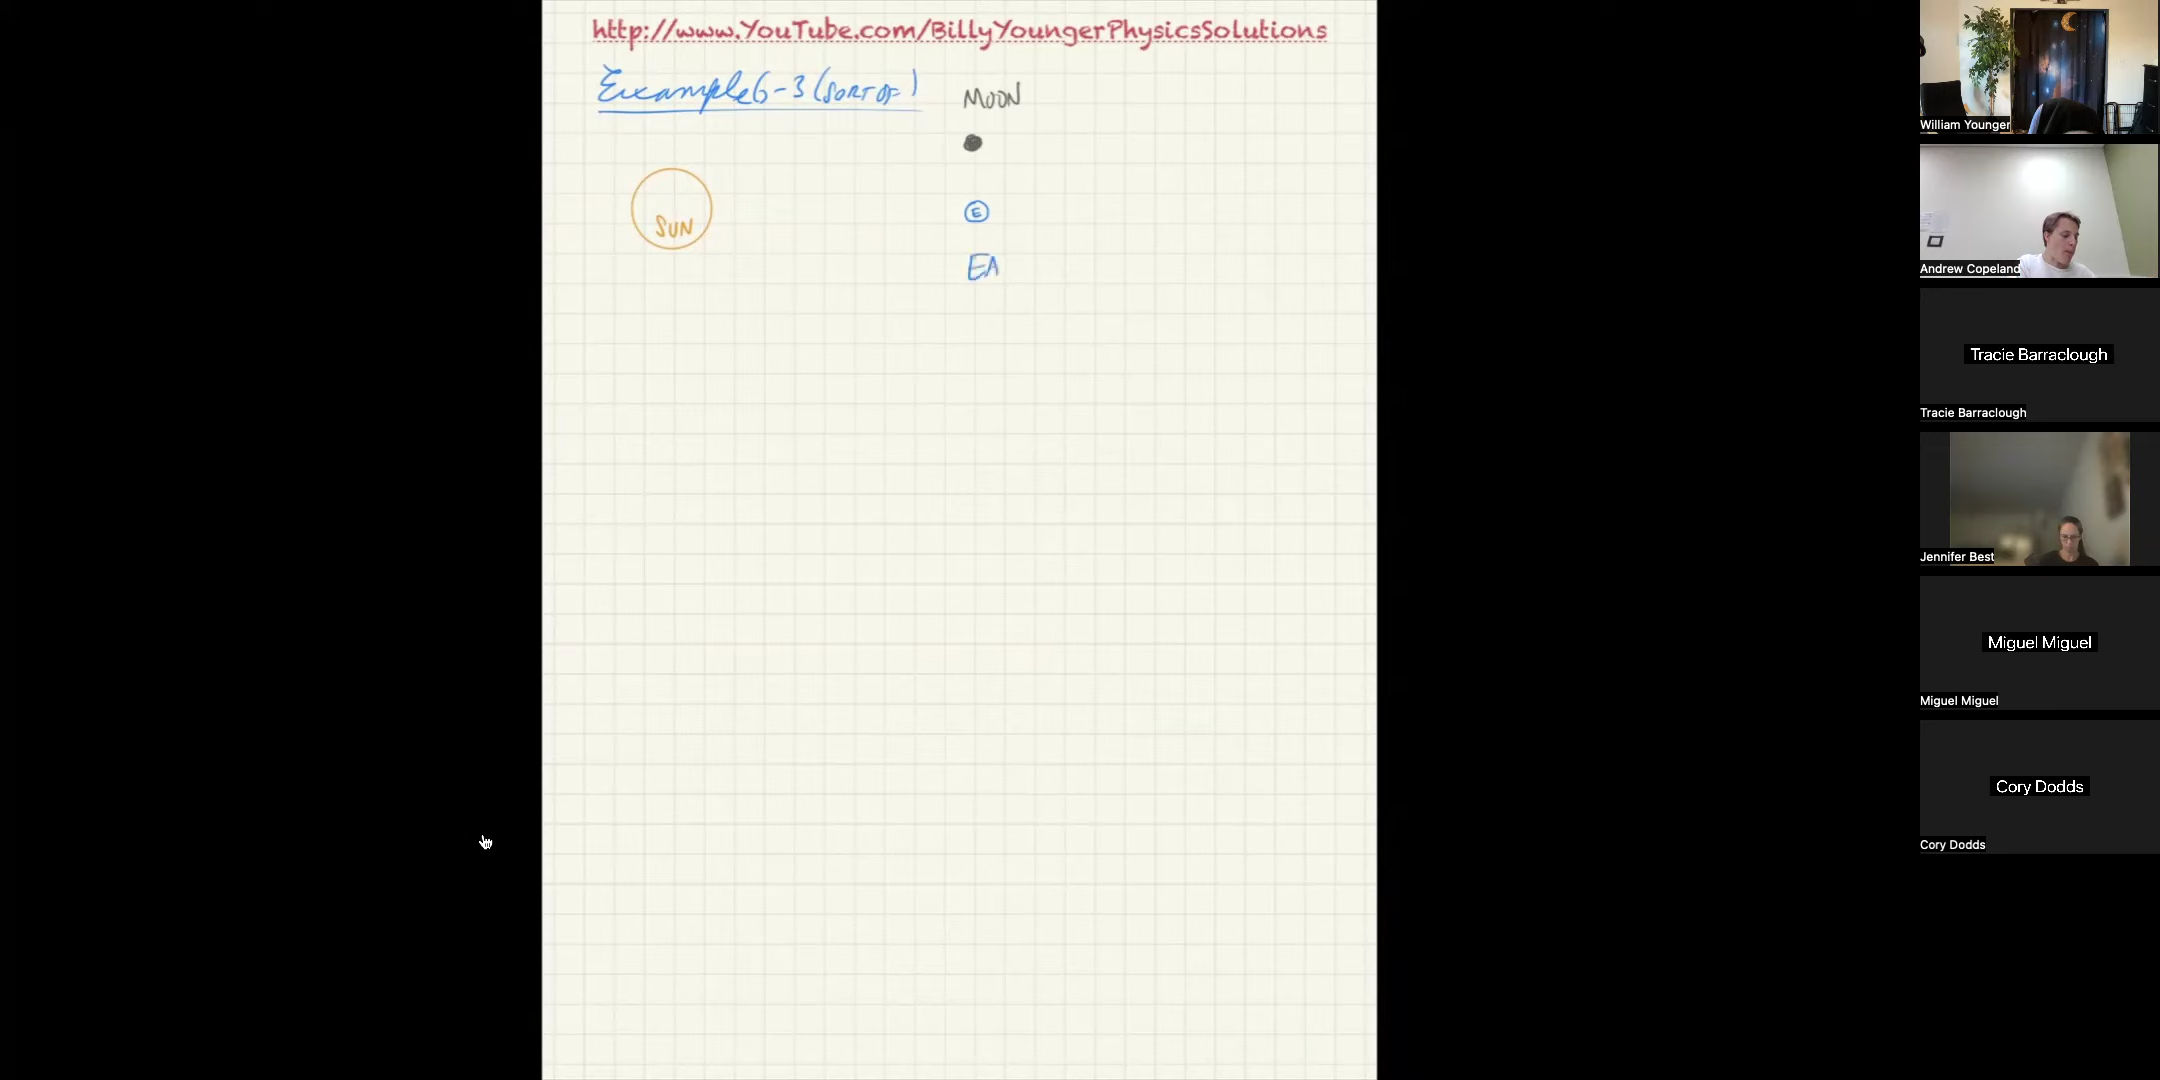 http://www.YouTube.com/BillyYoungerPhysicsSolutions
Example 6-3 (SORT OF)
MOON
SUN
E
EA
William Younger
Andrew Copeland
Tracie Barraclough
Tracie Barraclough
Jennifer Best
Miguel Miguel
Miguel Miguel
Cory Dodds
Cory Dodds